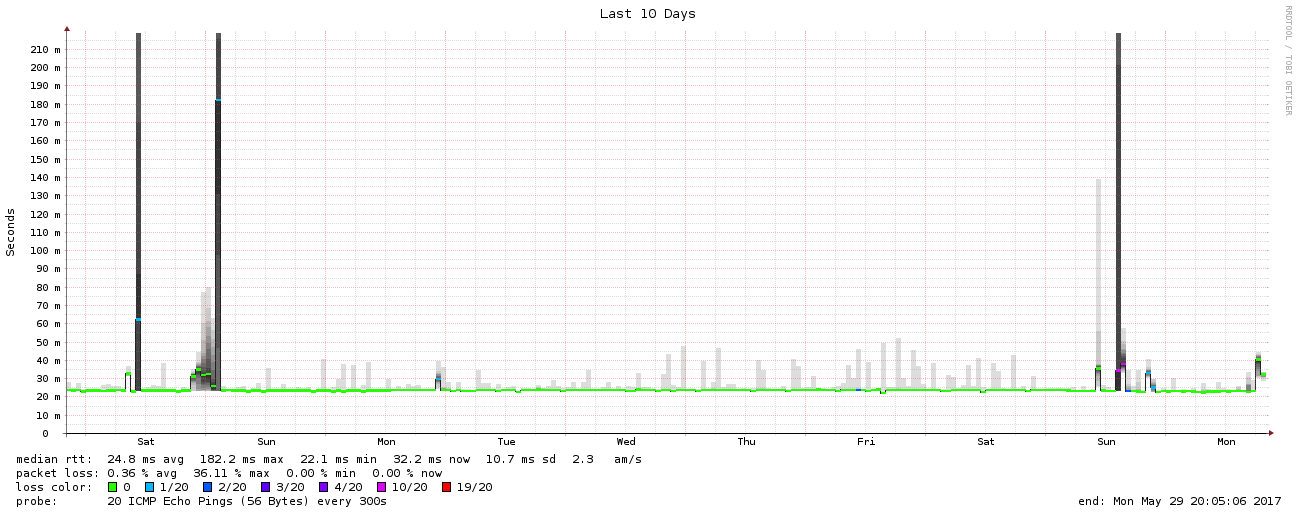 Last 10 Days
RRDTOOL / TOBI OETIKER
Seconds
210 m
200 m
190 m
180 m
170 m
160 m
150 m
140 m
130 m
120 m
110 m
100 m
90 m
80 m
70 m
60 m
50 m
40 m
30 m
20 m
10 m
0
Sat Sun Mon Tue Wed Thu Fri Sat Sun Mon
median rtt: 24.8 ms avg 182.2 ms max 22.1 ms min 32.2 ms now 10.7 ms sd 2.3 am/s
packet loss: 0.36 % avg 36.11 % max 0.00 % min 0.00 % now
loss color: 0 1/20 2/20 3/20 4/20 10/20 19/20
probe: 20 ICMP Echo Pings (56 Bytes) every 300s end: Mon May 29 20:05:06 2017